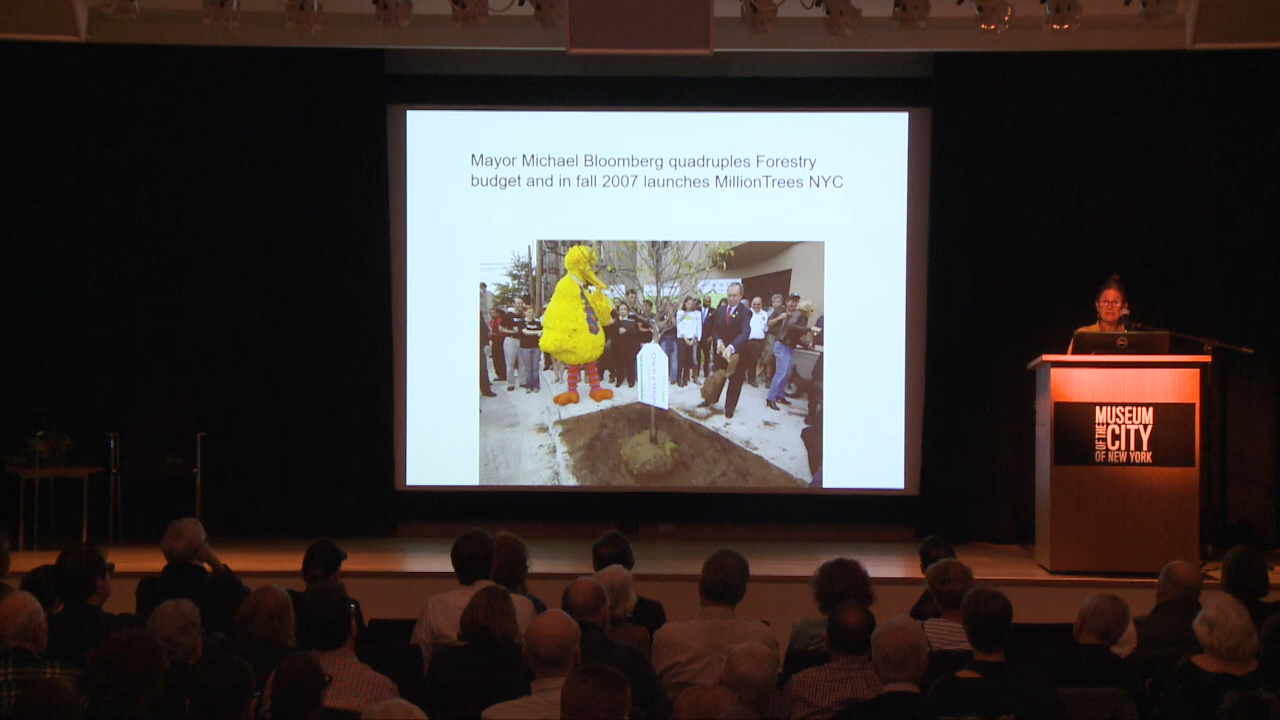 Mayor Michael Bloomberg quadruples Forestry
budget and in fall 2007 launches MillionTrees NYC
MUSEUM
OF THE CITY
OF NEW YORK